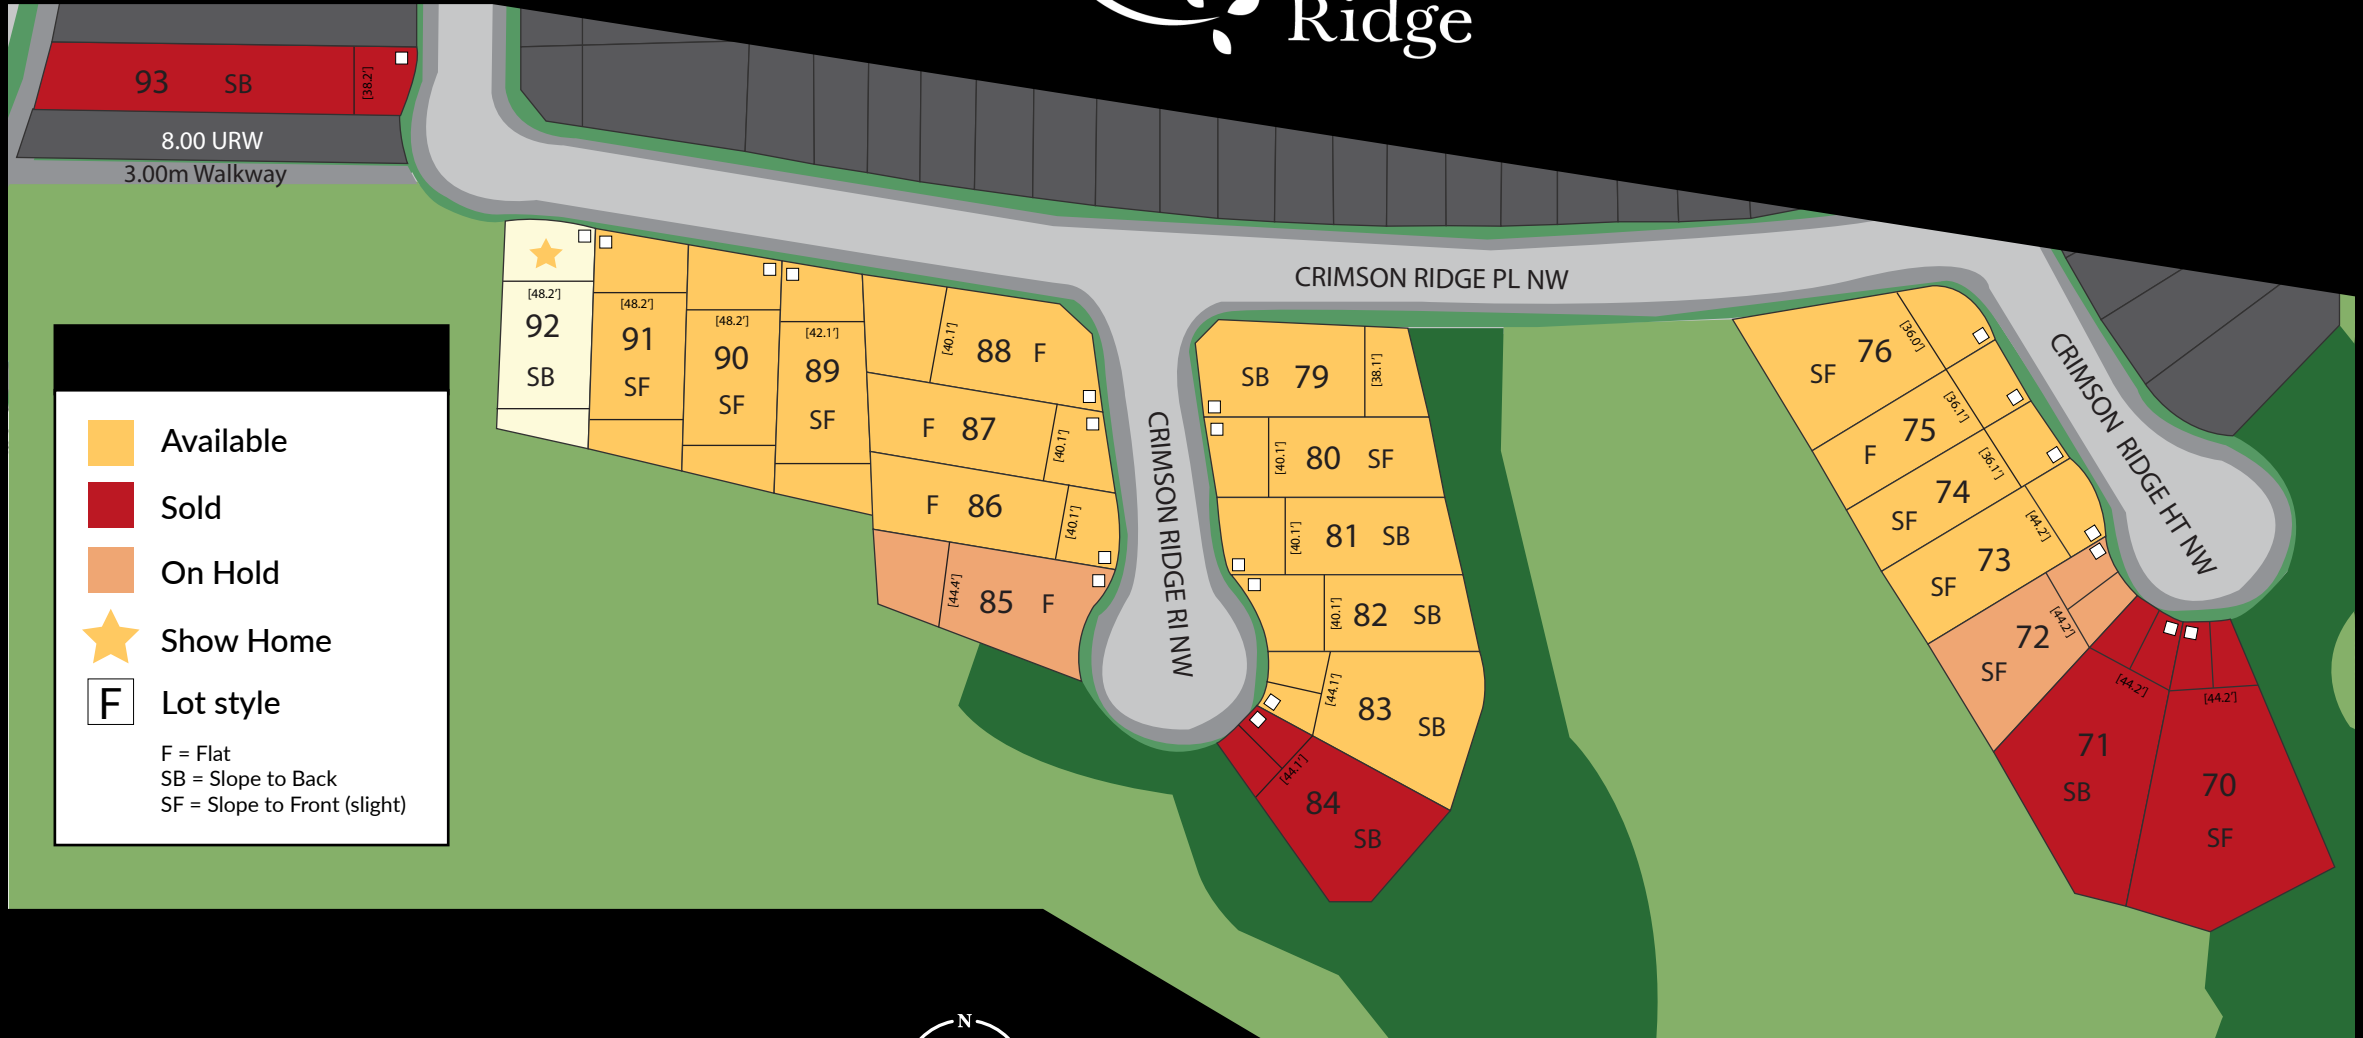 Ridge
93 SB [38.2']
8.00 URW
3.00m Walkway
CRIMSON RIDGE PL NW
CRIMSON RIDGE RI NW
CRIMSON RIDGE HT NW
[48.2']
92
SB
[48.2']
91
SF
[48.2']
90
SF
[42.1']
89
SF
[40.1'] 88 F
F 87 [40.1']
F 86 [40.1']
[44.4'] 85 F
SB 79 [38.1']
[40.1'] 80 SF
[40.1'] 81 SB
[40.1'] 82 SB
[44.1'] 83 SB
[44.1']
84
SB
SF 76 [36.0']
F 75 [36.1']
SF 74 [36.1']
SF 73 [44.2']
SF 72 [44.2']
[44.2']
71
SB
[44.2']
70
SF
Available
Sold
On Hold
Show Home
F Lot style
F = Flat
SB = Slope to Back
SF = Slope to Front (slight)
N